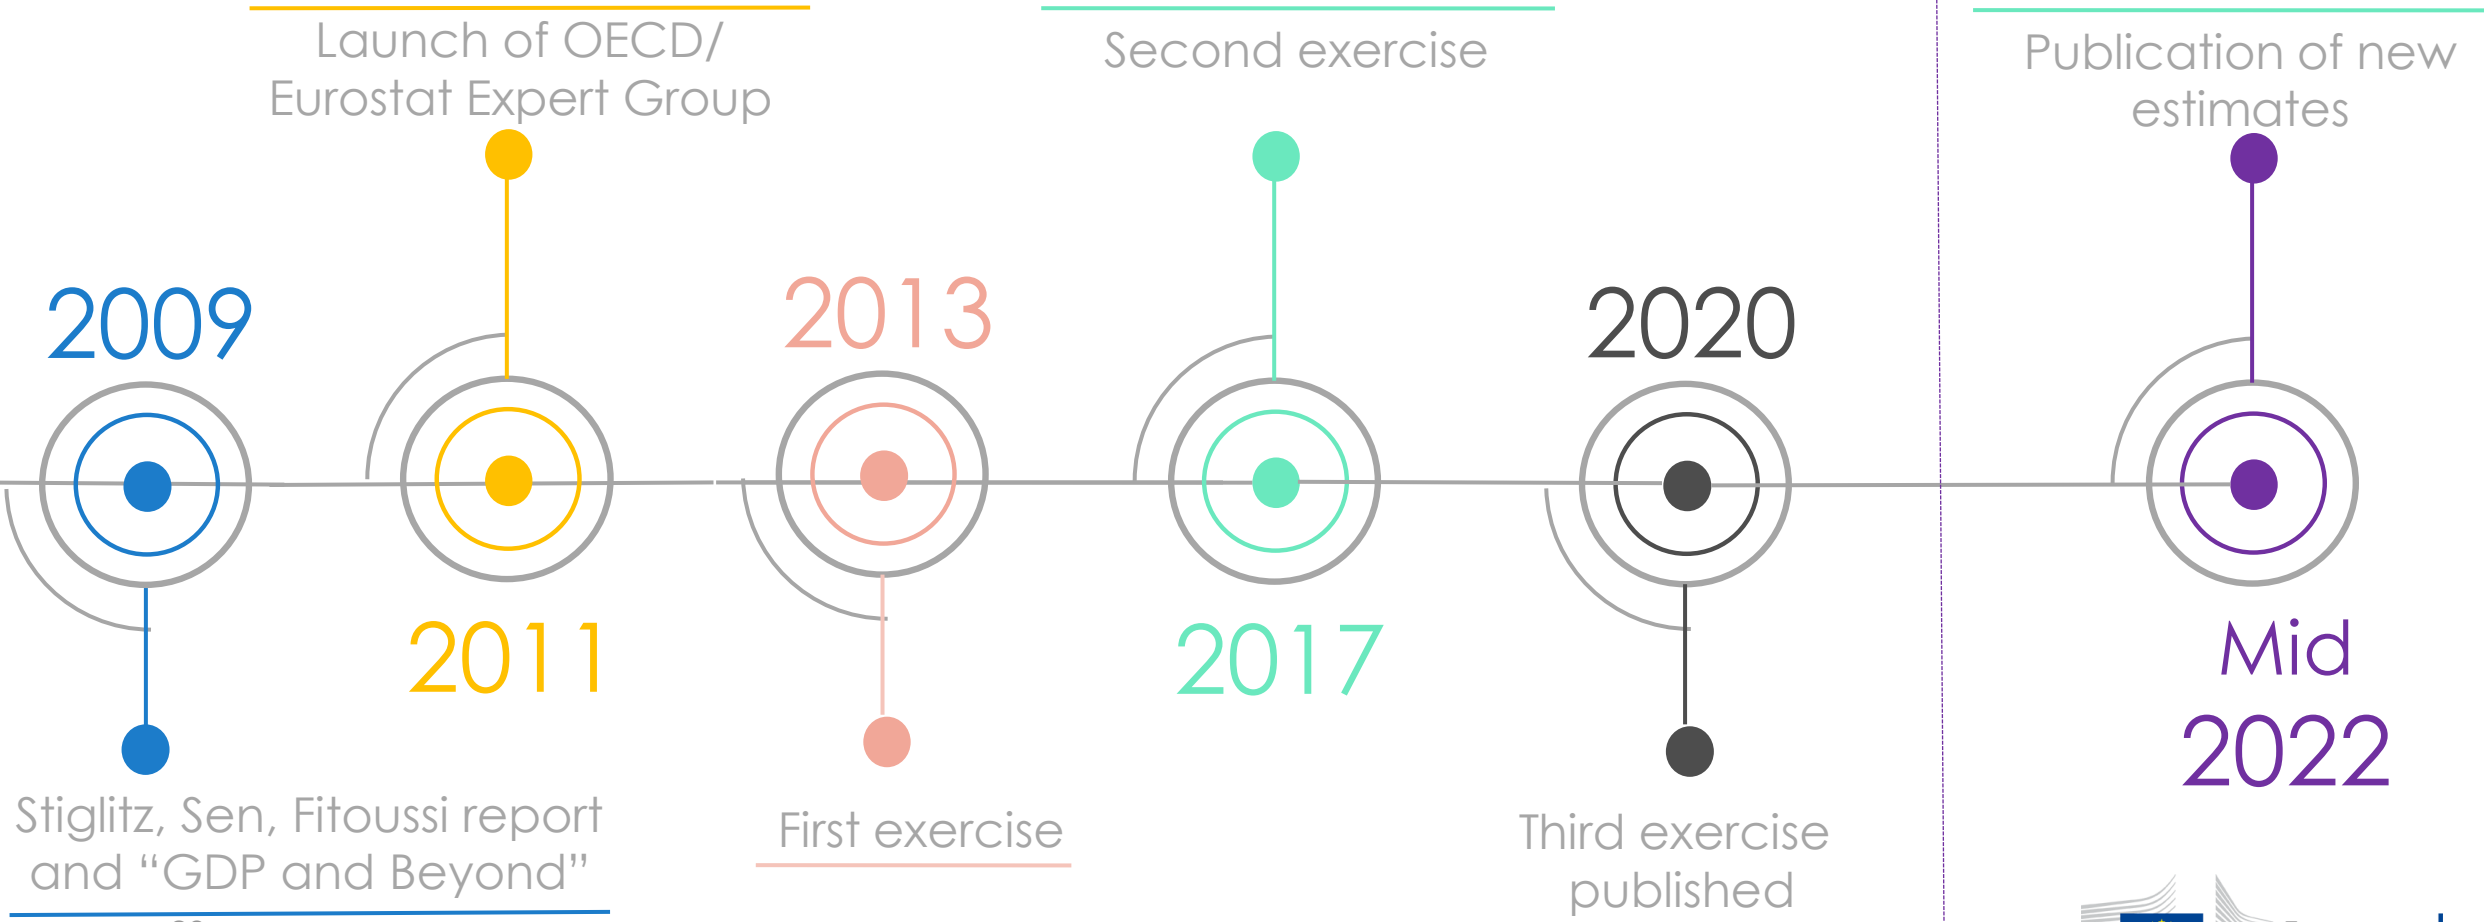 Launch of OECD/
Eurostat Expert Group
Second exercise
Publication of new
estimates
2009
2013
2020
2011
2017
Mid
2022
Stiglitz, Sen, Fitoussi report
and “GDP and Beyond”
First exercise
Third exercise
published